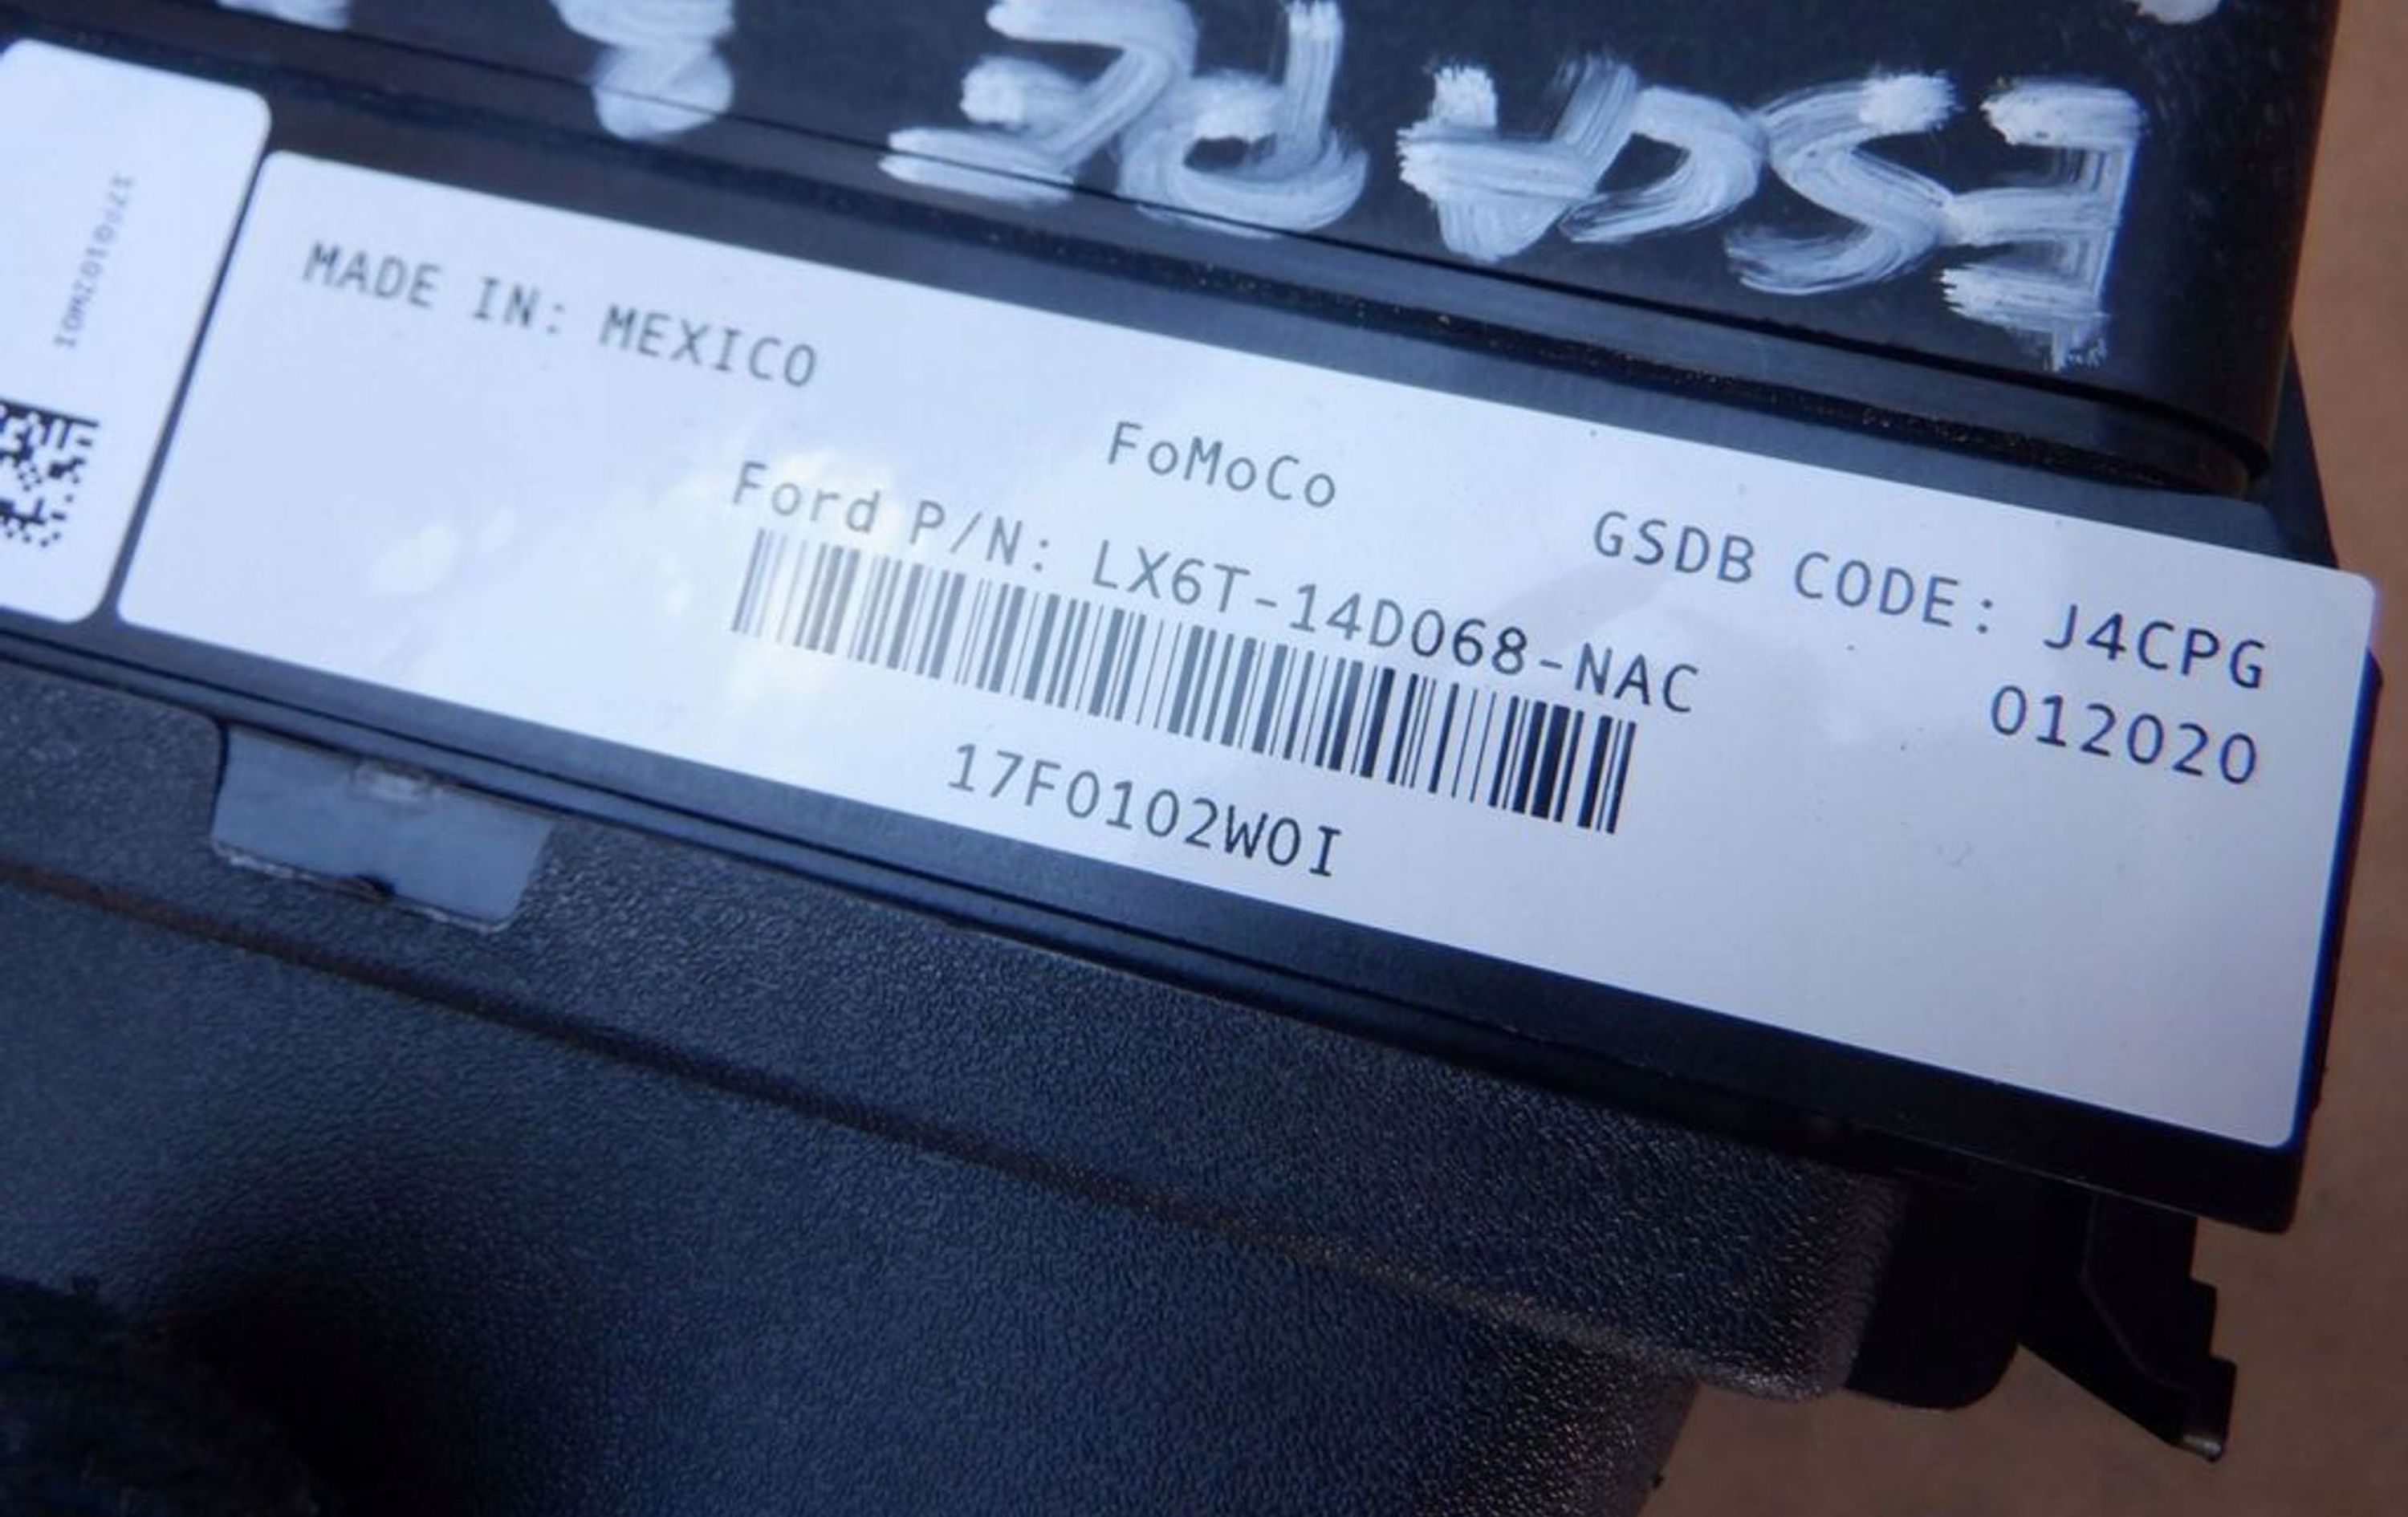 ESCAPE
MADE IN: MEXICO
FoMoCo
GSDB CODE: J4CPG
Ford P/N: LX6T-14D068-NAC
012020
17F0102W0I
17F0102W0I